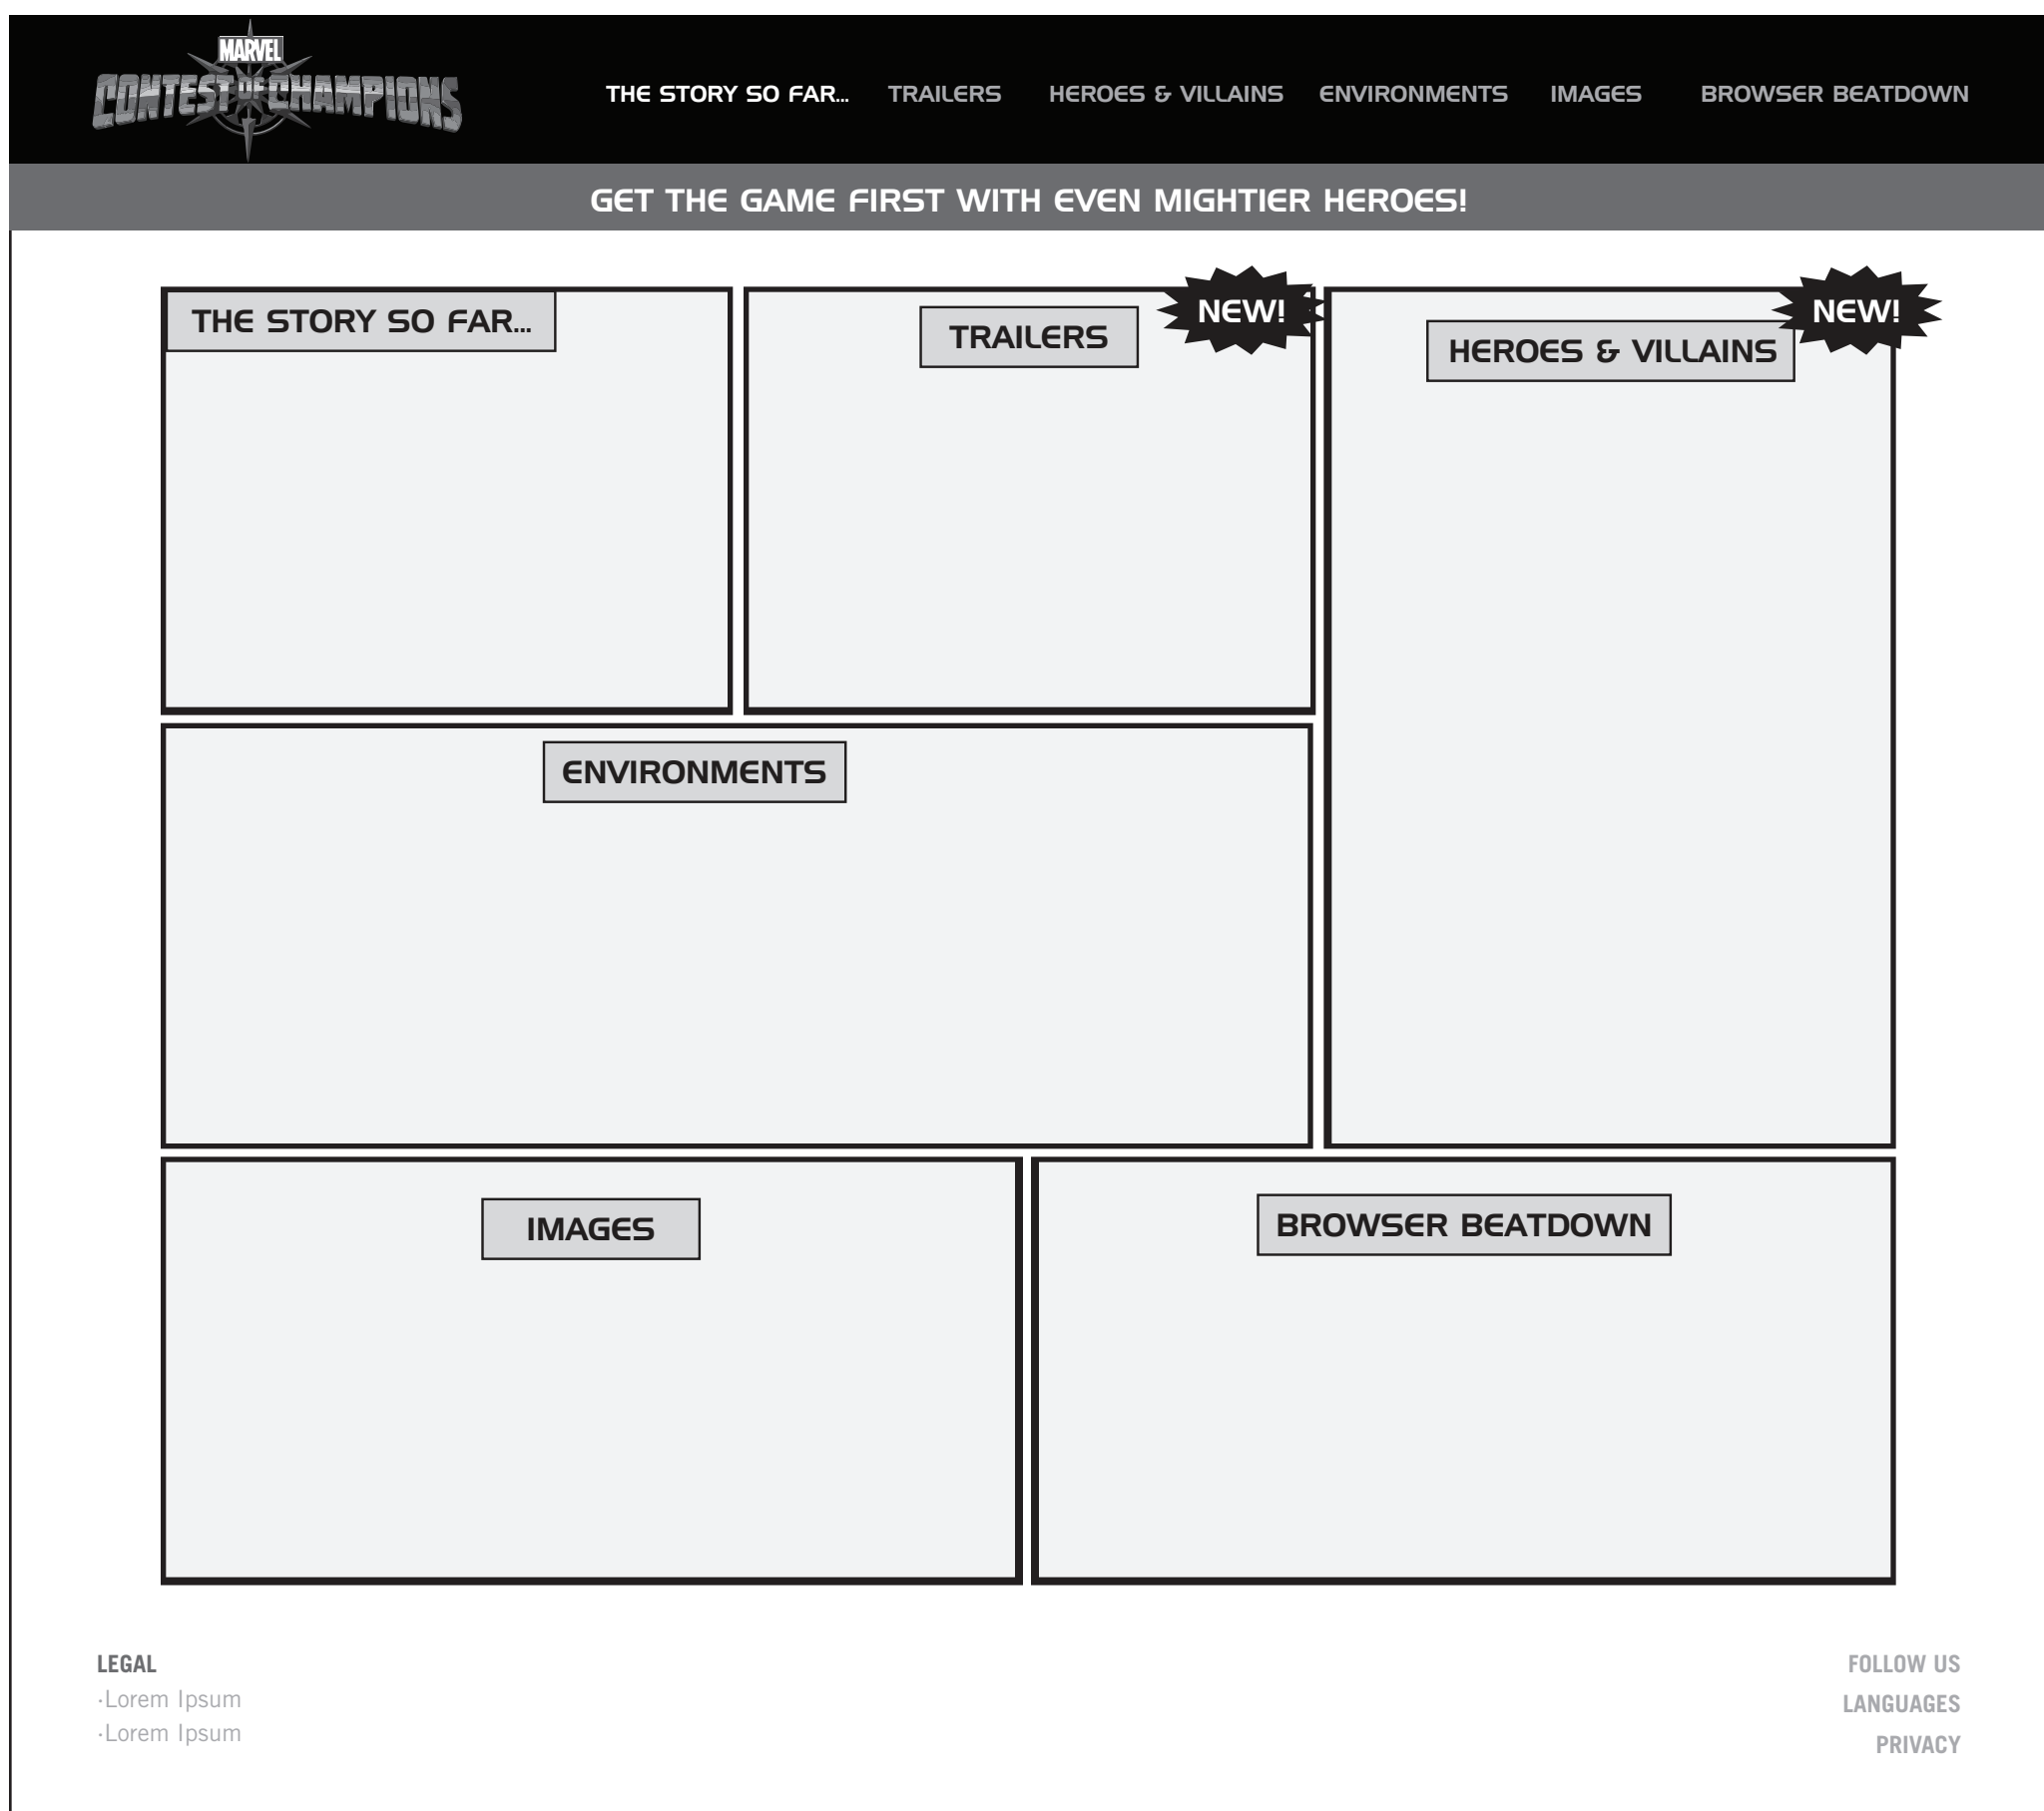 MARVEL
CONTEST OF CHAMPIONS
THE STORY SO FAR... TRAILERS HEROES & VILLAINS ENVIRONMENTS IMAGES BROWSER BEATDOWN
GET THE GAME FIRST WITH EVEN MIGHTIER HEROES!
THE STORY SO FAR...
TRAILERS
NEW!
HEROES & VILLAINS
NEW!
ENVIRONMENTS
IMAGES
BROWSER BEATDOWN
LEGAL
·Lorem Ipsum
·Lorem Ipsum
FOLLOW US
LANGUAGES
PRIVACY